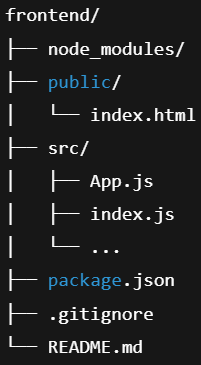 frontend/
├── node_modules/
├── public/
│   └── index.html
├── src/
│   ├── App.js
│   ├── index.js
│   └── ...
├── package.json
├── .gitignore
└── README.md